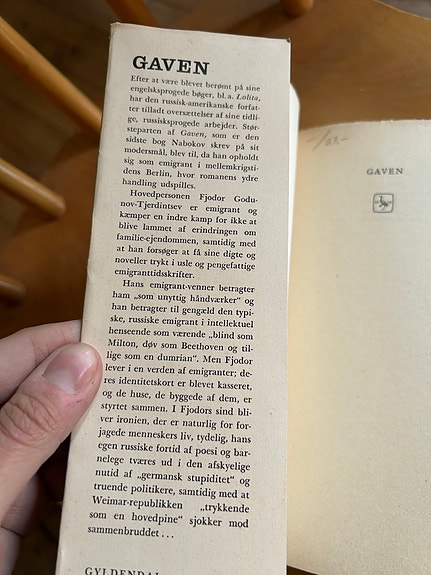 GAVEN
Efter at være blevet berømt på sine
engelsksprogede bøger, bl. a. Lolita,
har den russisk-amerikanske forfat-
ter tilladt oversættelser af sine tidli-
ge, russisksprogede arbejder. Stør-
steparten af Gaven, som er den
sidste bog Nabokov skrev på sit
modersmål, blev til, da han opholdt
sig som emigrant i mellemkrigsti-
dens Berlin, hvor romanens ydre
handling udspilles.
Hovedpersonen Fjodor Godu-
nov-Tjerdintsev er emigrant og
kæmper en indre kamp for ikke at
blive lammet af erindringen om
familie-ejendommen, samtidig med
at han forsøger at få sine digte og
noveller trykt i usle og pengefattige
emigranttidsskrifter.
Hans emigrant-venner betragter
ham „som unyttig håndværker“ og
han betragter til gengæld den typi-
ske, russiske emigrant i intellektuel
henseende som værende „blind som
Milton, døv som Beethoven og til-
lige som en dumrian“. Men Fjodor
lever i en verden af emigranter; de-
res identitetskort er blevet kasseret,
og de huse, de byggede af dem, er
styrtet sammen. I Fjodors sind bli-
ver ironien, der er naturlig for for-
jagede menneskers liv, tydelig, hans
egen russiske fortid af poesi og bar-
nelege tværes ud i den afskyelige
nutid af „germansk stupiditet“ og
truende politikere, samtidig med at
Weimar-republikken „trykkende
som en hovedpine“ sjokker mod
sammenbruddet . . .
GYLDENDAL
GAVEN